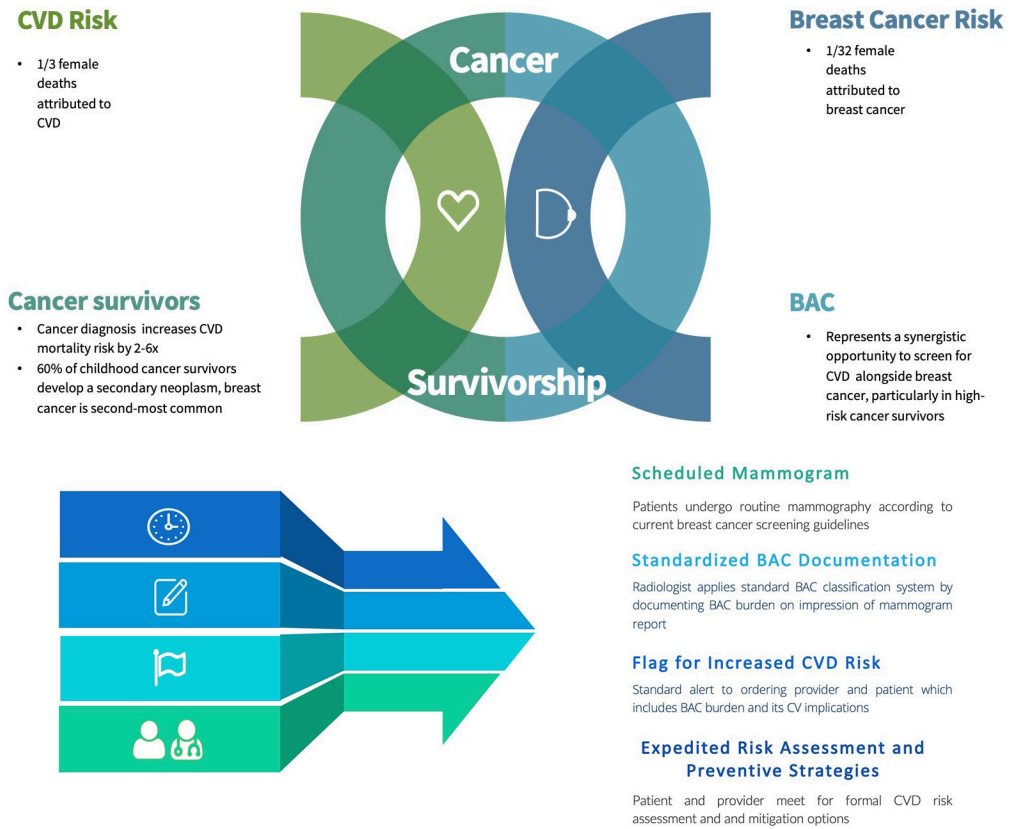 CVD Risk
• 1/3 female
deaths
attributed to
CVD
Cancer
Breast Cancer Risk
• 1/32 female
deaths
attributed to
breast cancer
Cancer survivors
• Cancer diagnosis increases CVD
mortality risk by 2-6x
• 60% of childhood cancer survivors
develop a secondary neoplasm, breast
cancer is second-most common
Survivorship
BAC
• Represents a synergistic
opportunity to screen for
CVD alongside breast
cancer, particularly in high-
risk cancer survivors
Scheduled Mammogram
Patients undergo routine mammography according to
current breast cancer screening guidelines
Standardized BAC Documentation
Radiologist applies standard BAC classification system by
documenting BAC burden on impression of mammogram
report
Flag for Increased CVD Risk
Standard alert to ordering provider and patient which
includes BAC burden and its CV implications
Expedited Risk Assessment and
Preventive Strategies
Patient and provider meet for formal CVD risk
assessment and and mitigation options